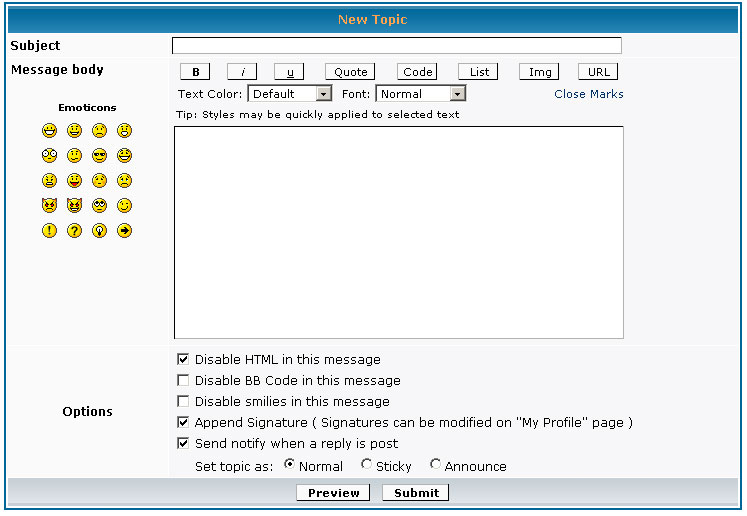 New Topic
Subject
Message body
B i u Quote Code List Img URL
Text Color: Default Font: Normal Close Marks
Emoticons
Tip: Styles may be quickly applied to selected text
! ?
Disable HTML in this message
Disable BB Code in this message
Disable smilies in this message
Options
Append Signature ( Signatures can be modified on "My Profile" page )
Send notify when a reply is post
Set topic as: Normal Sticky Announce
Preview Submit